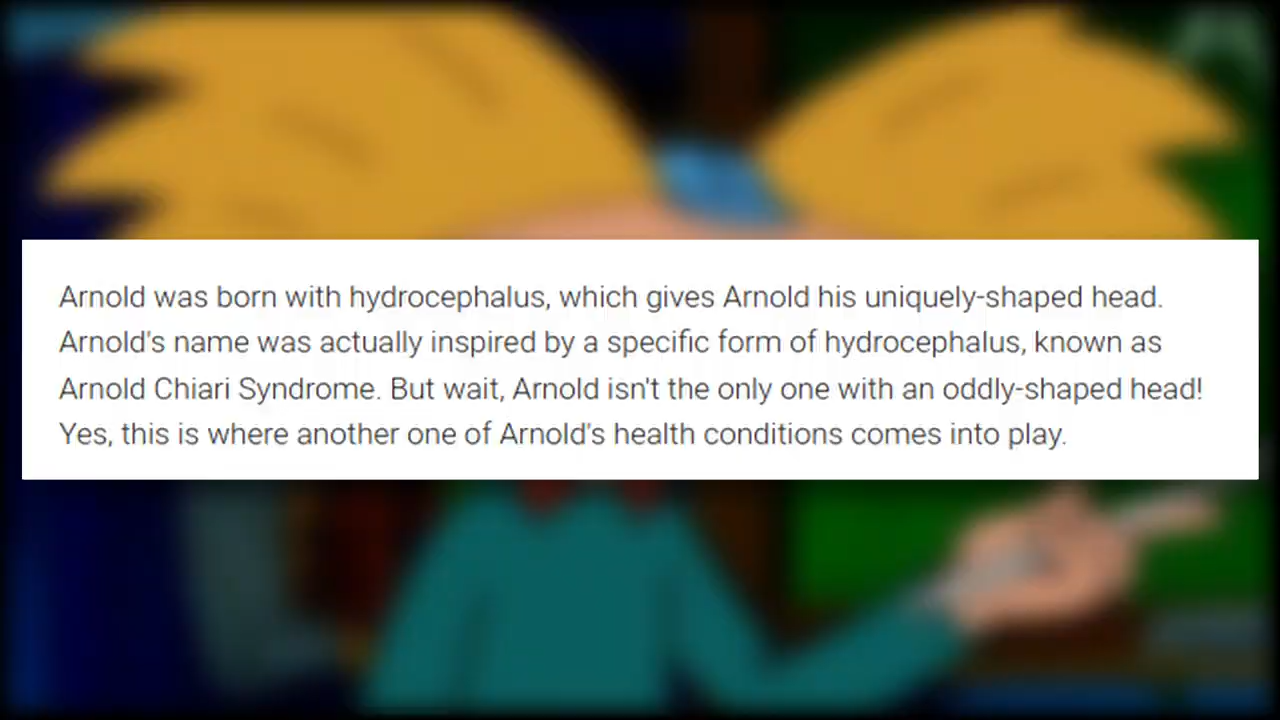 Arnold was born with hydrocephalus, which gives Arnold his uniquely-shaped head.
Arnold's name was actually inspired by a specific form of hydrocephalus, known as
Arnold Chiari Syndrome. But wait, Arnold isn't the only one with an oddly-shaped head!
Yes, this is where another one of Arnold's health conditions comes into play.